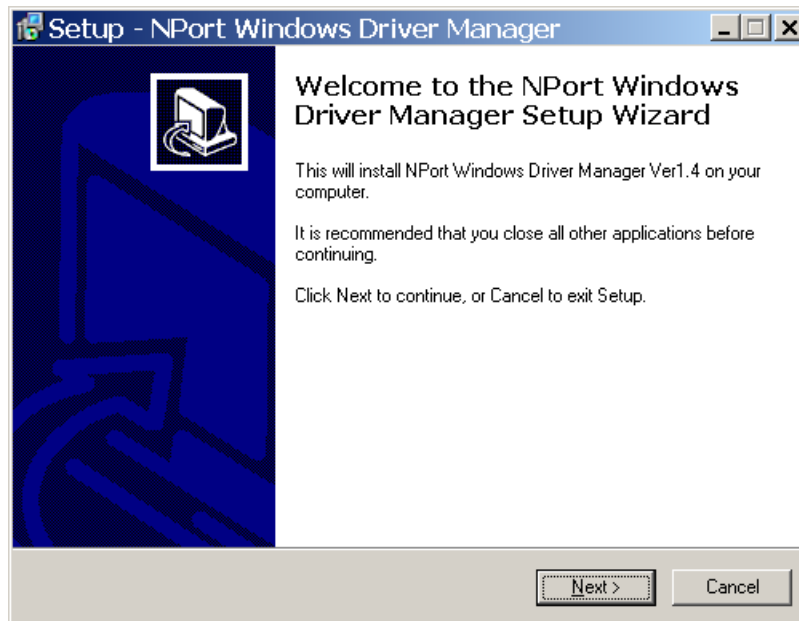 Setup - NPort Windows Driver Manager
Welcome to the NPort Windows
Driver Manager Setup Wizard
This will install NPort Windows Driver Manager Ver1.4 on your
computer.
It is recommended that you close all other applications before
continuing.
Click Next to continue, or Cancel to exit Setup.
Next >
Cancel